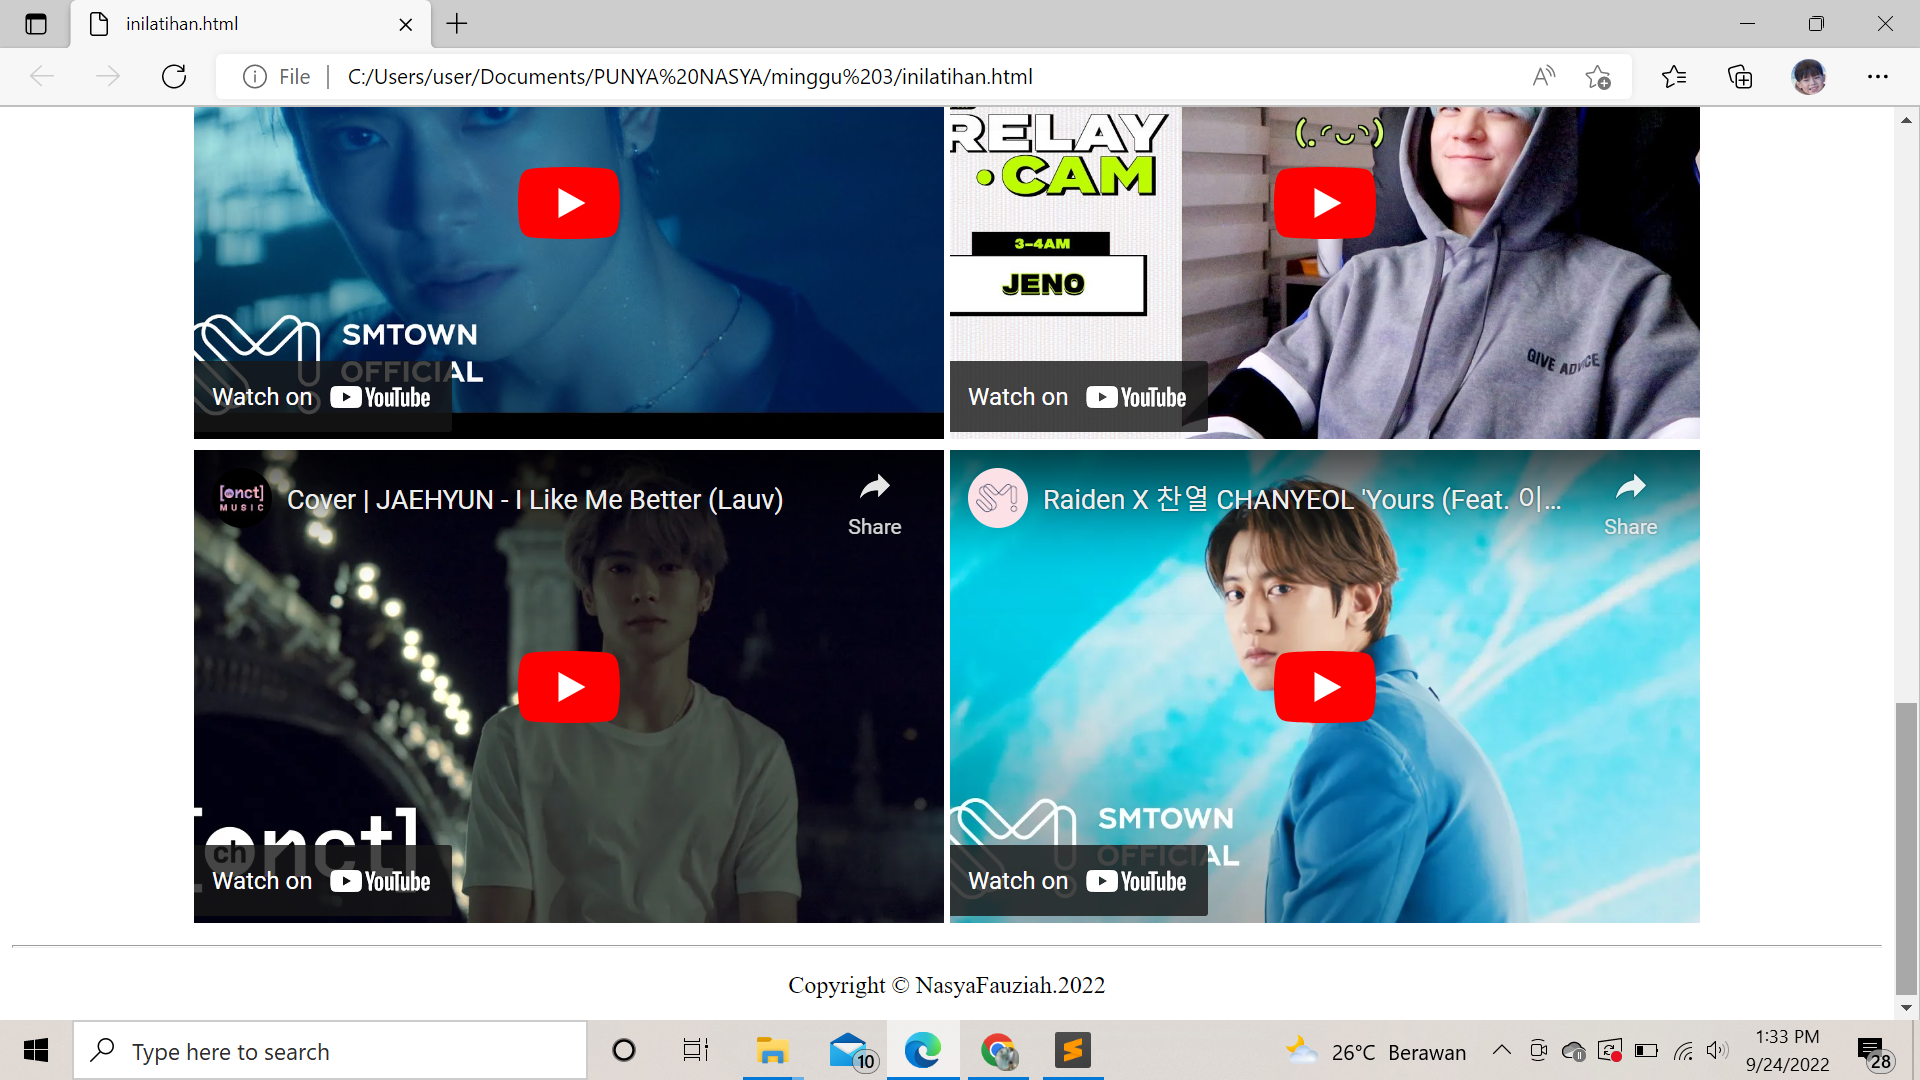 inilatihan.html
File
C:/Users/user/Documents/PUNYA%20NASYA/minggu%203/inilatihan.html
SMTOWN
OFFICIAL
Watch on YouTube
RELAY
•CAM
3-4AM
JENO
(.◜ᴗ◝)
GIVE ADVICE
Watch on YouTube
[onct]
MUSIC
Cover | JAEHYUN - I Like Me Better (Lauv)
Share
[onct]
ch
Watch on YouTube
SM!
Raiden X 찬열 CHANYEOL 'Yours (Feat. 이...
Share
SMTOWN
OFFICIAL
Watch on YouTube
Copyright © NasyaFauziah.2022
Type here to search
10
26°C Berawan
1:33 PM
9/24/2022
28